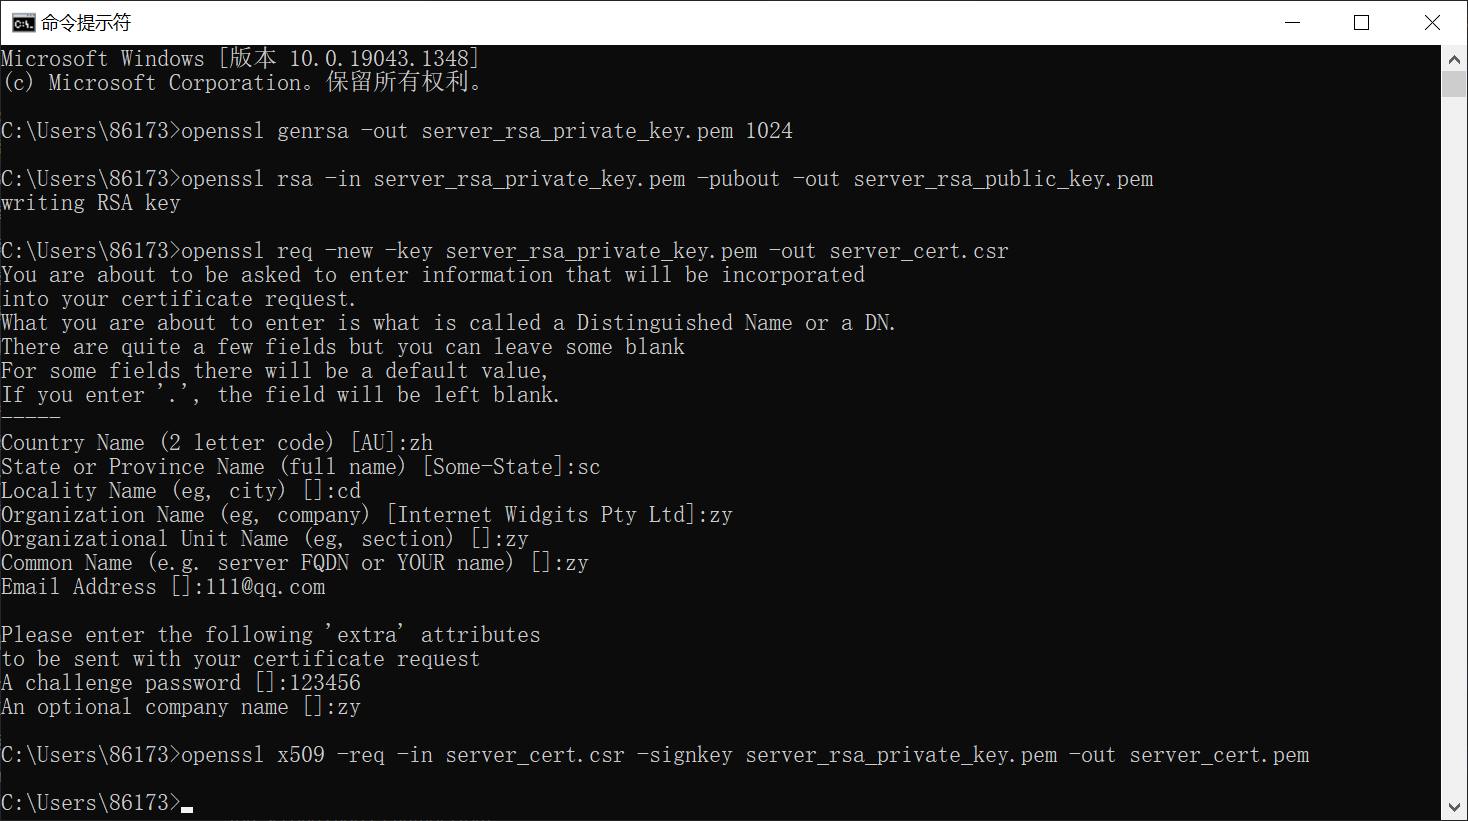 命令提示符
Microsoft Windows [版本 10.0.19043.1348]
(c) Microsoft Corporation。保留所有权利。
C:\Users\86173>openssl genrsa -out server_rsa_private_key.pem 1024
C:\Users\86173>openssl rsa -in server_rsa_private_key.pem -pubout -out server_rsa_public_key.pem
writing RSA key
C:\Users\86173>openssl req -new -key server_rsa_private_key.pem -out server_cert.csr
You are about to be asked to enter information that will be incorporated
into your certificate request.
What you are about to enter is what is called a Distinguished Name or a DN.
There are quite a few fields but you can leave some blank
For some fields there will be a default value,
If you enter '.', the field will be left blank.
-----
Country Name (2 letter code) [AU]:zh
State or Province Name (full name) [Some-State]:sc
Locality Name (eg, city) []:cd
Organization Name (eg, company) [Internet Widgits Pty Ltd]:zy
Organizational Unit Name (eg, section) []:zy
Common Name (e.g. server FQDN or YOUR name) []:zy
Email Address []:111@qq.com
Please enter the following 'extra' attributes
to be sent with your certificate request
A challenge password []:123456
An optional company name []:zy
C:\Users\86173>openssl x509 -req -in server_cert.csr -signkey server_rsa_private_key.pem -out server_cert.pem
C:\Users\86173>